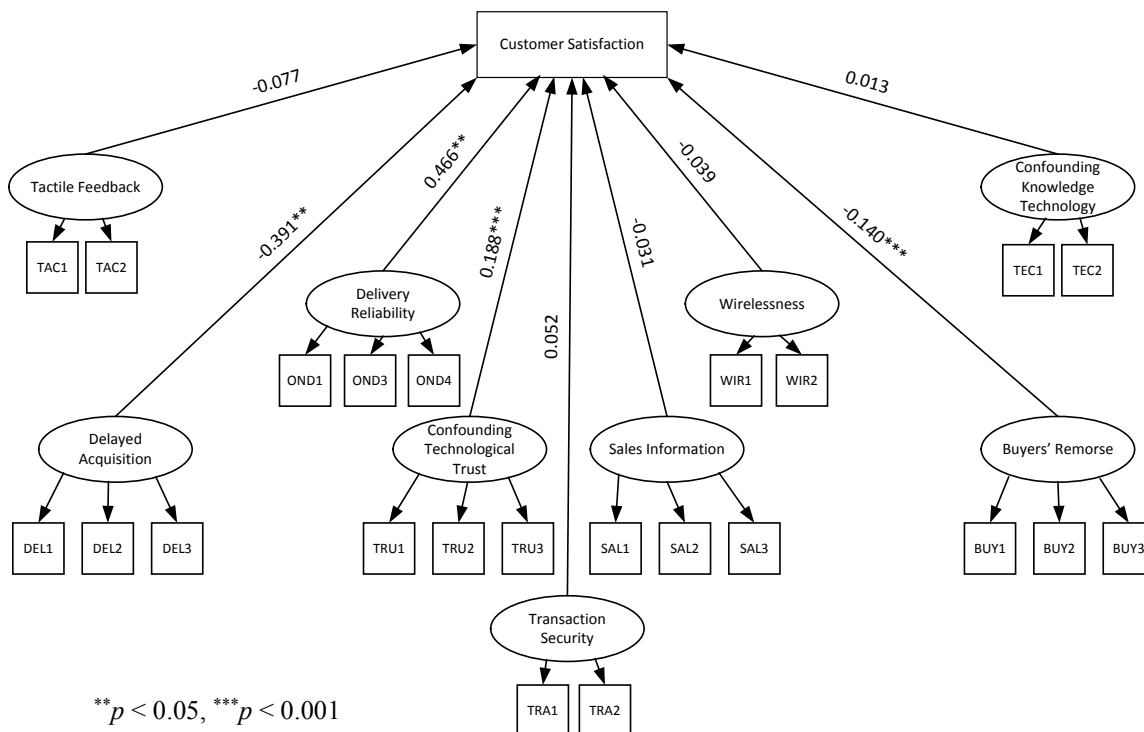 Customer Satisfaction
-0.077
0.013
0.466**
-0.039
-0.391**
0.188****
-0.031
-0.140***
0.052
Tactile Feedback
TAC1
TAC2
Confounding
Knowledge
Technology
TEC1
TEC2
Delivery
Reliability
OND1
OND3
OND4
Wirelessness
WIR1
WIR2
Delayed
Acquisition
DEL1
DEL2
DEL3
Confounding
Technological
Trust
TRU1
TRU2
TRU3
Sales Information
SAL1
SAL2
SAL3
Buyers’ Remorse
BUY1
BUY2
BUY3
Transaction
Security
TRA1
TRA2
**p < 0.05, ***p < 0.001